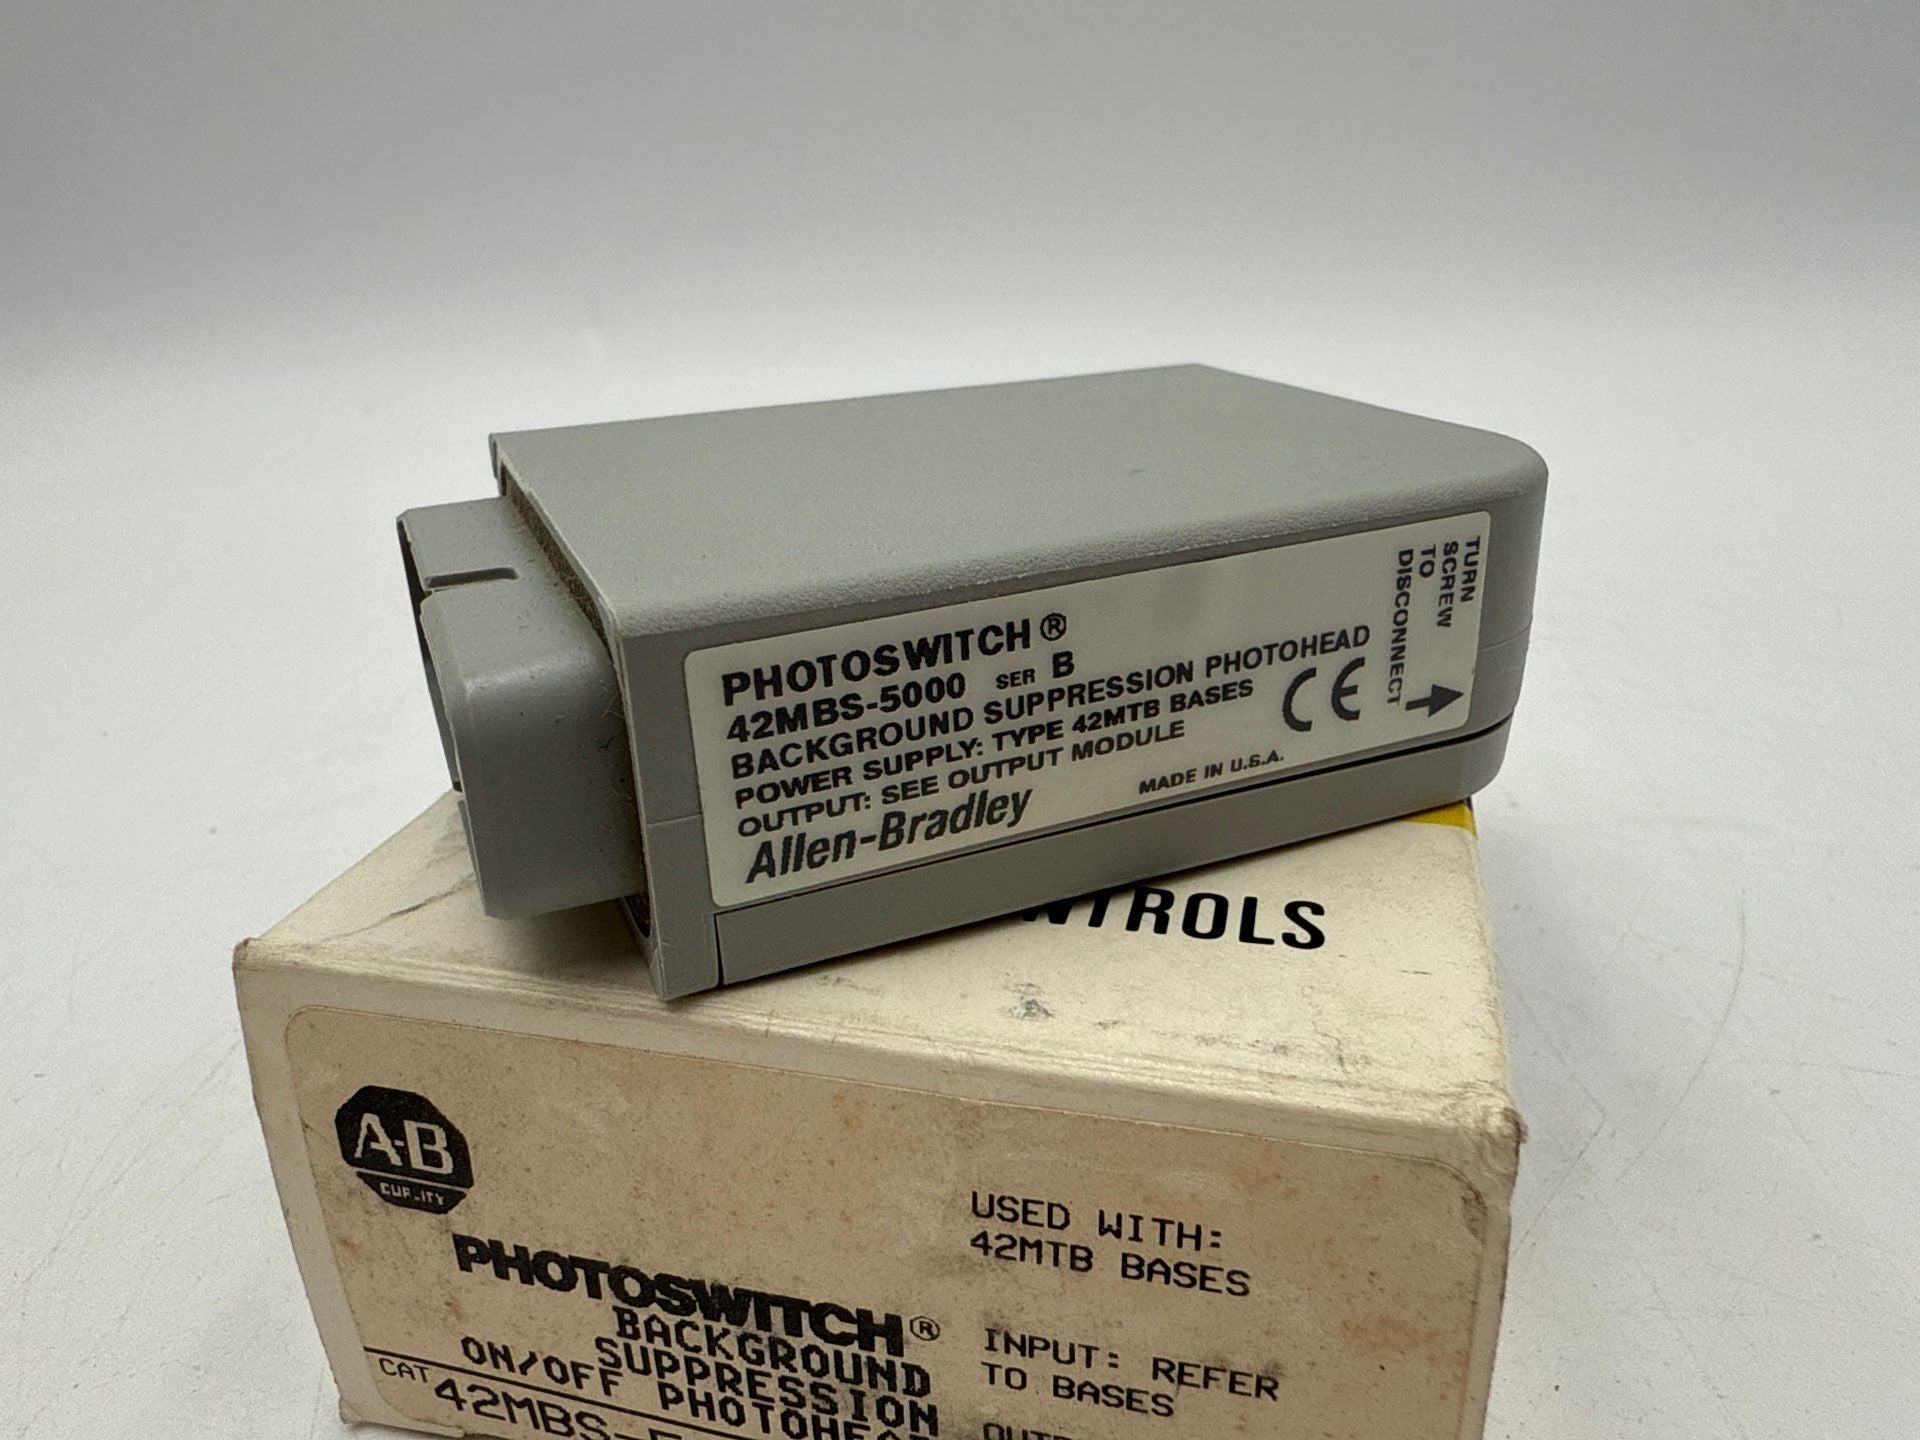 PHOTOSWITCH®
42MBS-5000 SER B
BACKGROUND SUPPRESSION PHOTOHEAD
POWER SUPPLY: TYPE 42MTB BASES
OUTPUT: SEE OUTPUT MODULE
Allen-Bradley
MADE IN U.S.A.
CE
TURN
SCREW
TO
DISCONNECT
A-B
PHOTOSWITCH®
BACKGROUND
SUPPRESSION
ON/OFF
CAT 42MBS-
USED WITH:
42MTB BASES
INPUT: REFER
TO BASES